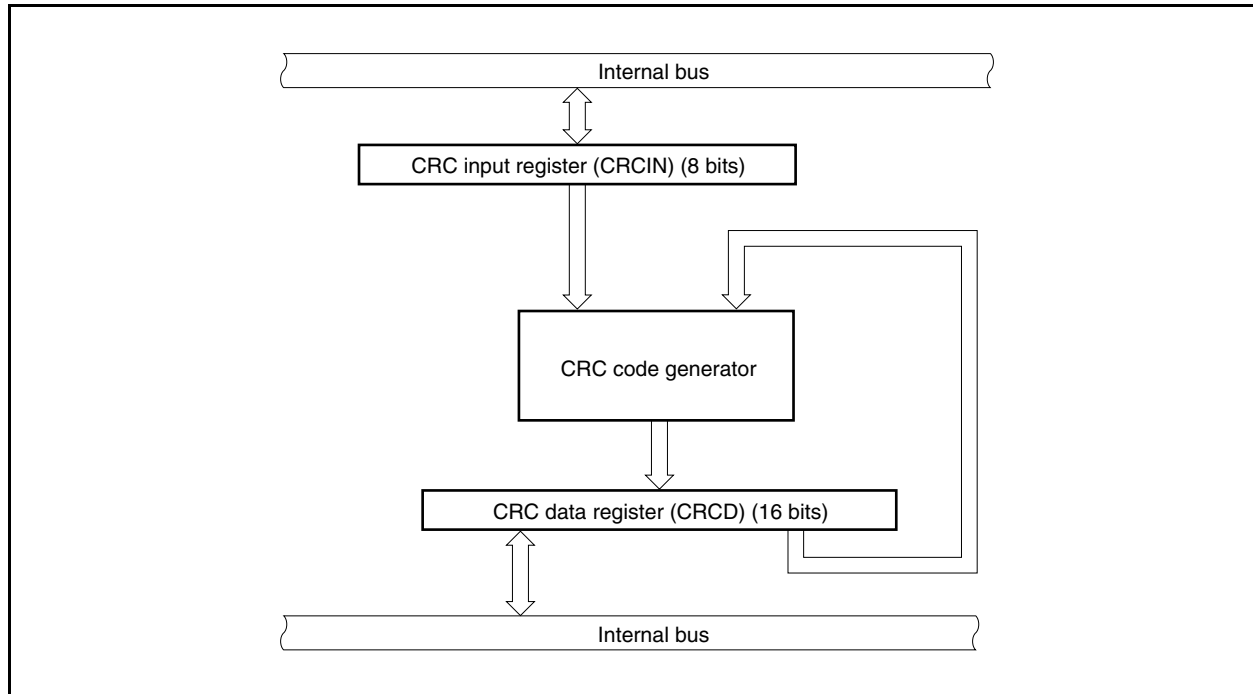 Internal bus
CRC input register (CRCIN) (8 bits)
CRC code generator
CRC data register (CRCD) (16 bits)
Internal bus